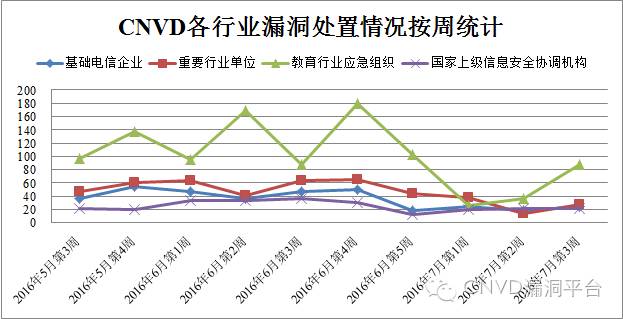 CNVD各行业漏洞处置情况按周统计
基础电信企业 重要行业单位 教育行业应急组织 国家上级信息安全协调机构
200
180
160
140
120
100
80
60
40
20
0
2016年5月第3周
2016年5月第4周
2016年6月第1周
2016年6月第2周
2016年6月第3周
2016年6月第4周
2016年6月第5周
2016年7月第1周
2016年7月第2周
2016年7月第3周
CNVD漏洞平台